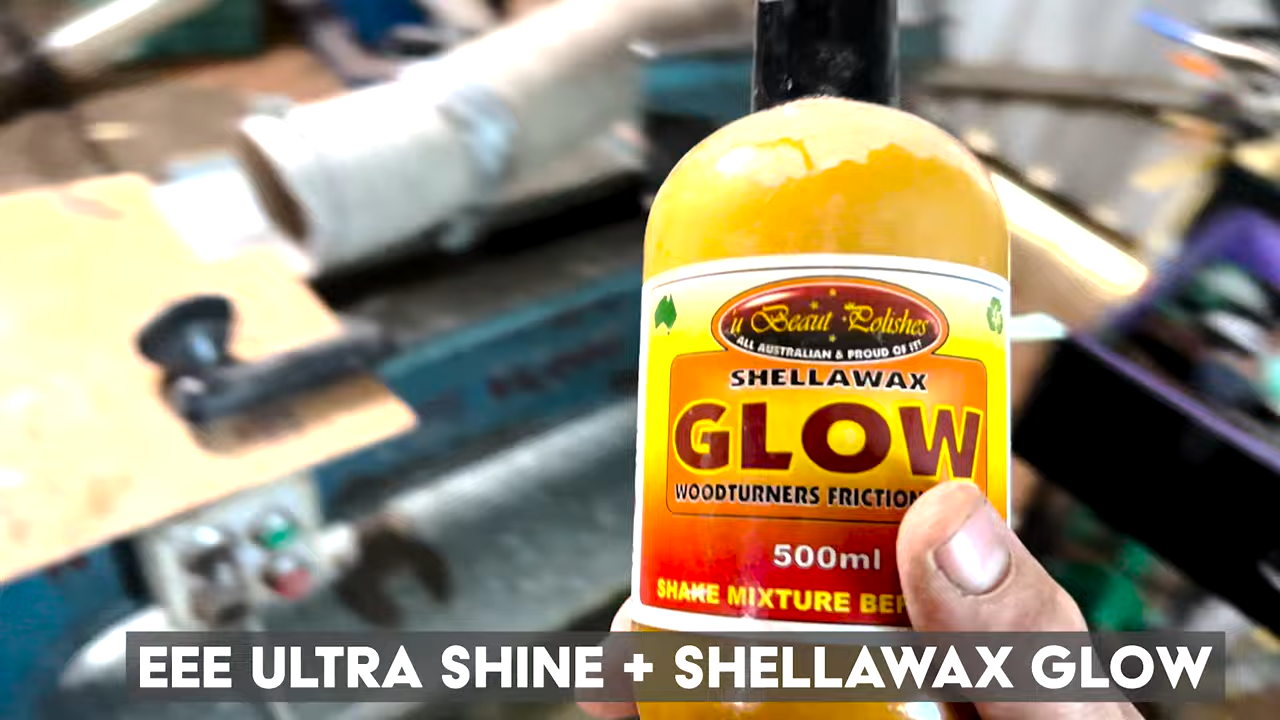 'u Beaut Polishes
ALL AUSTRALIAN & PROUD OF IT!
SHELLAWAX
GLOW
WOODTURNERS FRICTION
500ml
SHAKE MIXTURE BEF
EEE ULTRA SHINE + SHELLAWAX GLOW